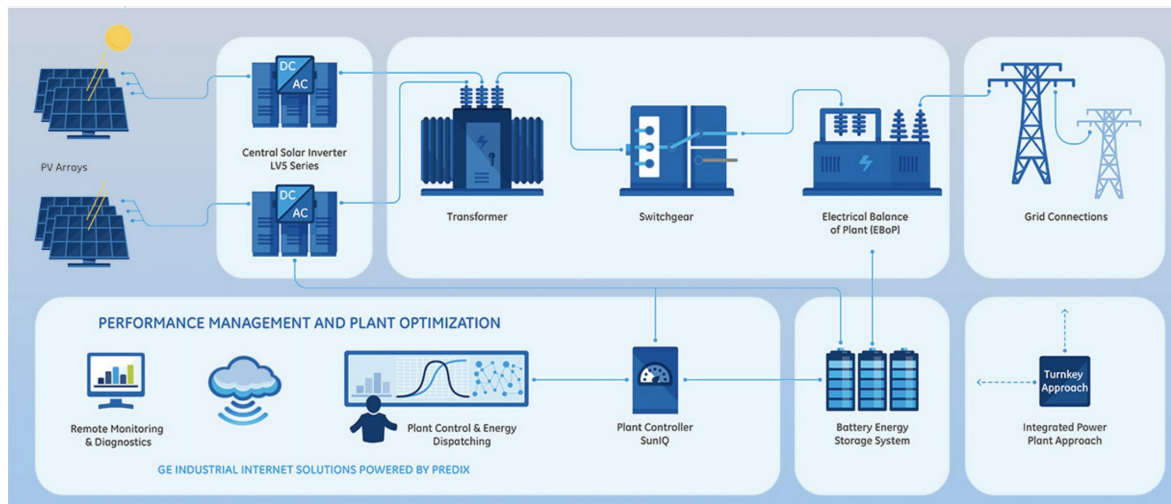 DC
AC
PV Arrays
Central Solar Inverter
LV5 Series
DC
AC
Transformer
Switchgear
Electrical Balance
of Plant (EBoP)
Grid Connections
PERFORMANCE MANAGEMENT AND PLANT OPTIMIZATION
Remote Monitoring
& Diagnostics
Plant Control & Energy
Dispatching
Plant Controller
SunIQ
Battery Energy
Storage System
Turnkey
Approach
Integrated Power
Plant Approach
GE INDUSTRIAL INTERNET SOLUTIONS POWERED BY PREDIX